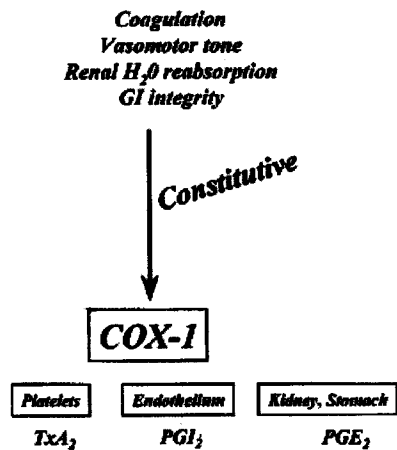 Coagulation
Vasomotor tone
Renal H₂0 reabsorption
GI integrity
Constitutive
COX-1
Platelets Endothelium Kidney, Stomach
TxA₂ PGI₂ PGE₂